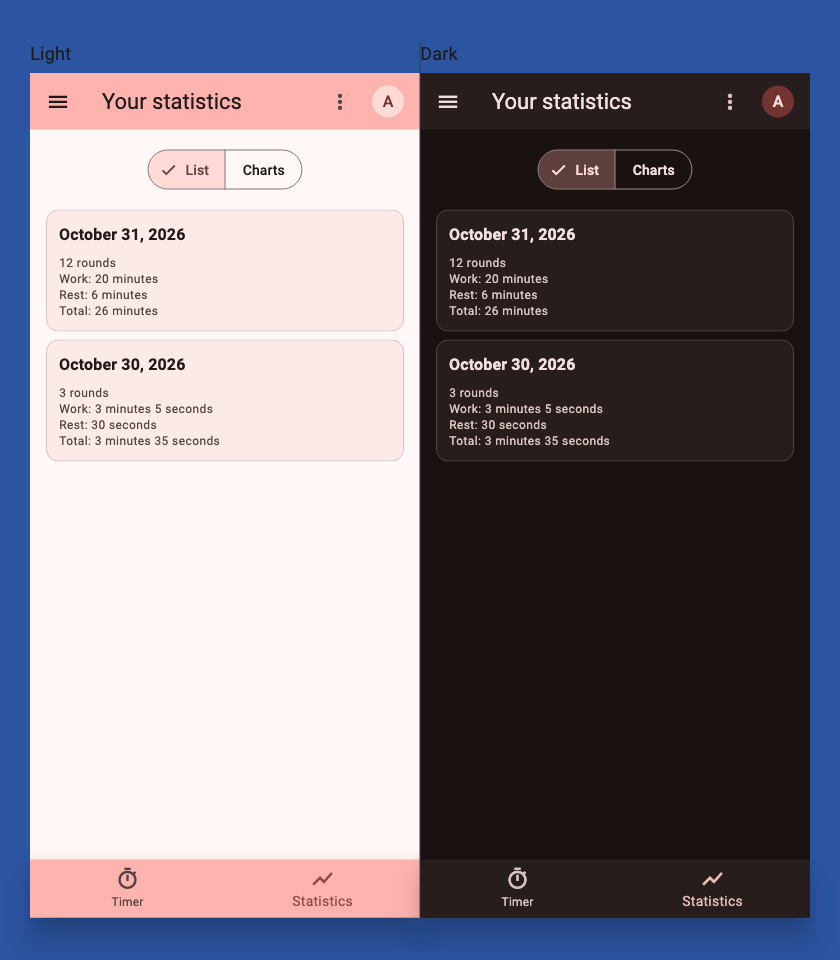 Light
Your statistics
A
List
Charts
October 31, 2026
12 rounds
Work: 20 minutes
Rest: 6 minutes
Total: 26 minutes
October 30, 2026
3 rounds
Work: 3 minutes 5 seconds
Rest: 30 seconds
Total: 3 minutes 35 seconds
Timer
Statistics
Dark
Your statistics
A
List
Charts
October 31, 2026
12 rounds
Work: 20 minutes
Rest: 6 minutes
Total: 26 minutes
October 30, 2026
3 rounds
Work: 3 minutes 5 seconds
Rest: 30 seconds
Total: 3 minutes 35 seconds
Timer
Statistics